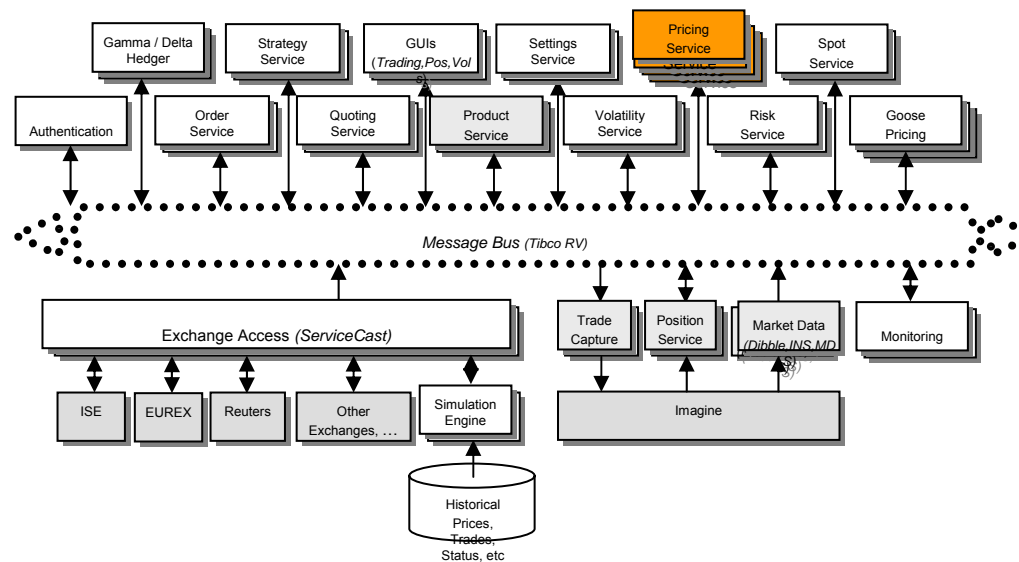 Gamma / Delta
Hedger
Strategy
Service
GUIs
(Trading,Pos,Vol
s)
Settings
Service
Pricing
Service
Spot
Service
Authentication
Order
Service
Quoting
Service
Product
Service
Volatility
Service
Risk
Service
Goose
Pricing
Message Bus (Tibco RV)
Exchange Access (ServiceCast)
Trade
Capture
Position
Service
Market Data
(Dibble,INS,MD
s)
Monitoring
ISE
EUREX
Reuters
Other
Exchanges, …
Simulation
Engine
Imagine
Historical
Prices,
Trades,
Status, etc